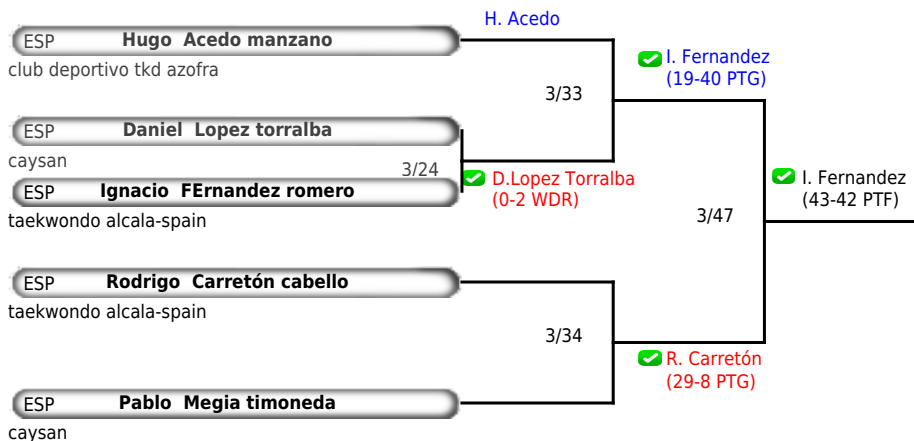 H. Acedo
ESP Hugo Acedo manzano
club deportivo tkd azofra
I. Fernandez
(19-40 PTG)
3/33
ESP Daniel Lopez torralba
caysan
3/24
D.Lopez Torralba
(0-2 WDR)
ESP Ignacio FErnandez romero
taekwondo alcala-spain
I. Fernandez
(43-42 PTF)
3/47
ESP Rodrigo Carretón cabello
taekwondo alcala-spain
3/34
R. Carretón
(29-8 PTG)
ESP Pablo Megia timoneda
caysan